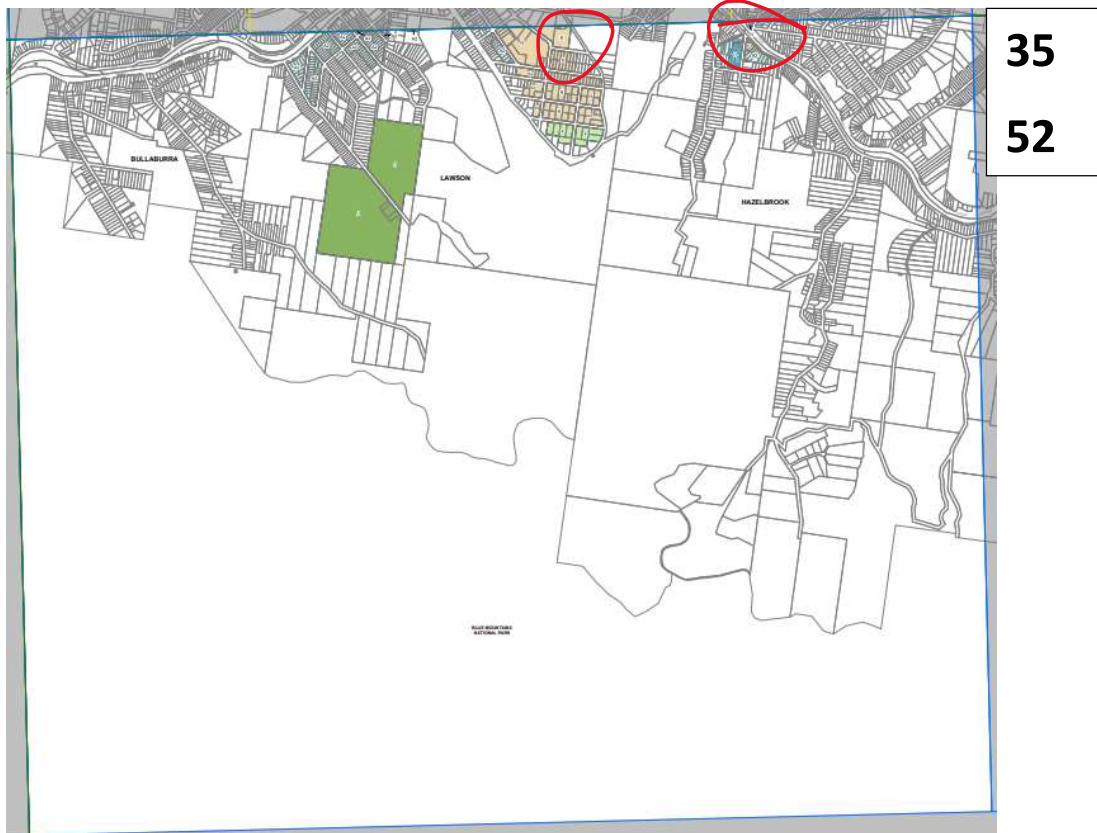 35
52
BULLABURRA
LAWSON
HAZELBROOK
BLUE MOUNTAINS
NATIONAL PARK